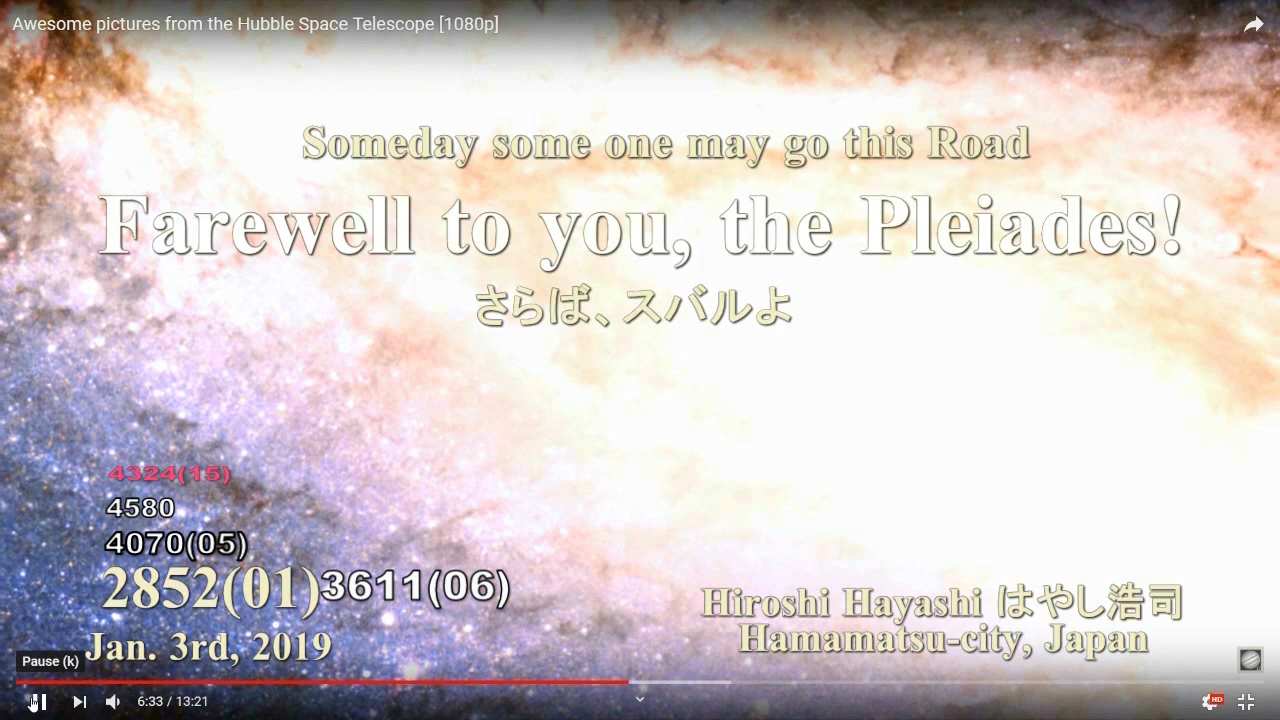 Awesome pictures from the Hubble Space Telescope [1080p]
Someday some one may go this Road
Farewell to you, the Pleiades!
さらば、スバルよ
4324(15)
4580
4070(05)
2852(01)3611(06)
Jan. 3rd, 2019
Hiroshi Hayashi はやし浩司
Hamamatsu-city, Japan
Pause (k)
6:33 / 13:21
HD